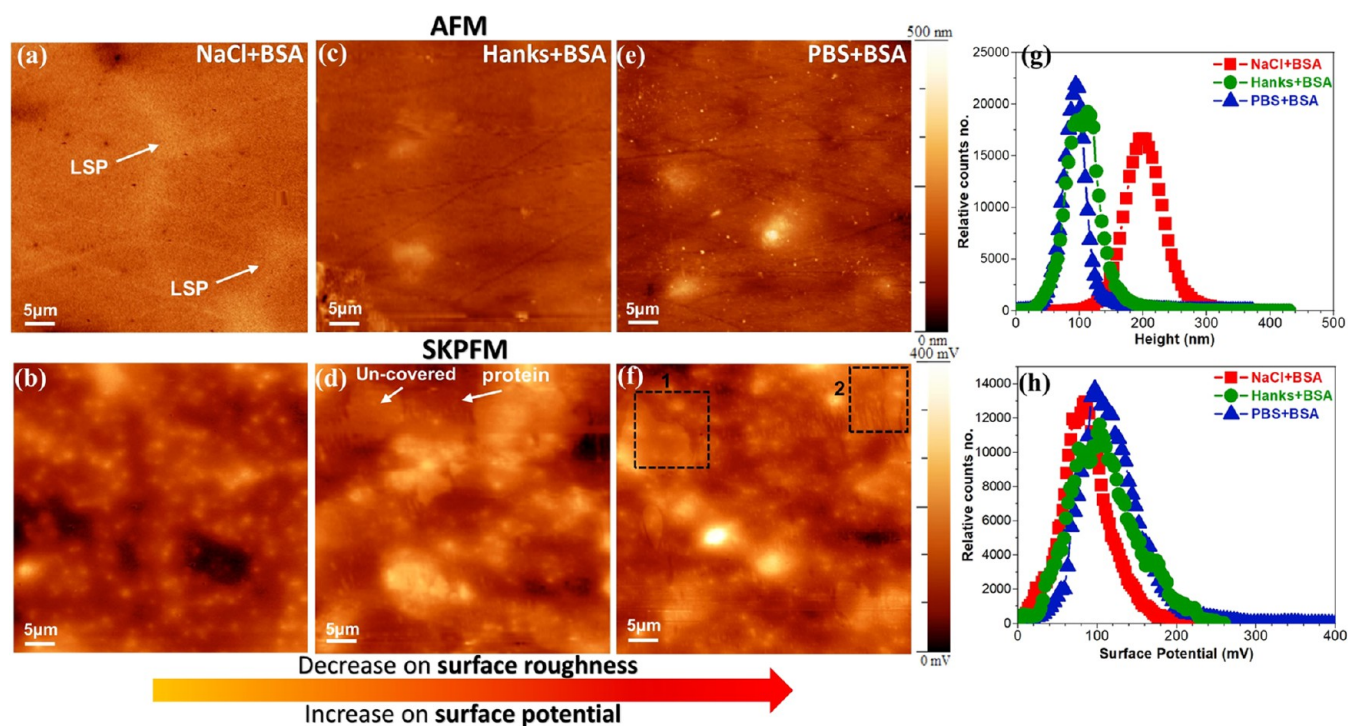 AFM
(a) NaCl+BSA
LSP
LSP
5µm
(c) Hanks+BSA
5µm
(e) PBS+BSA
5µm
500 nm
0 nm
SKPFM
400 mV
(b)
5µm
(d)
Un-covered protein
5µm
(f)
1
2
5µm
0 mV
Decrease on surface roughness
Increase on surface potential
(g)
NaCl+BSA
Hanks+BSA
PBS+BSA
Relative counts no.
25000
20000
15000
10000
5000
0
0 100 200 300 400 500
Height (nm)
(h)
NaCl+BSA
Hanks+BSA
PBS+BSA
Relative counts no.
14000
12000
10000
8000
6000
4000
2000
0
0 100 200 300 400
Surface Potential (mV)